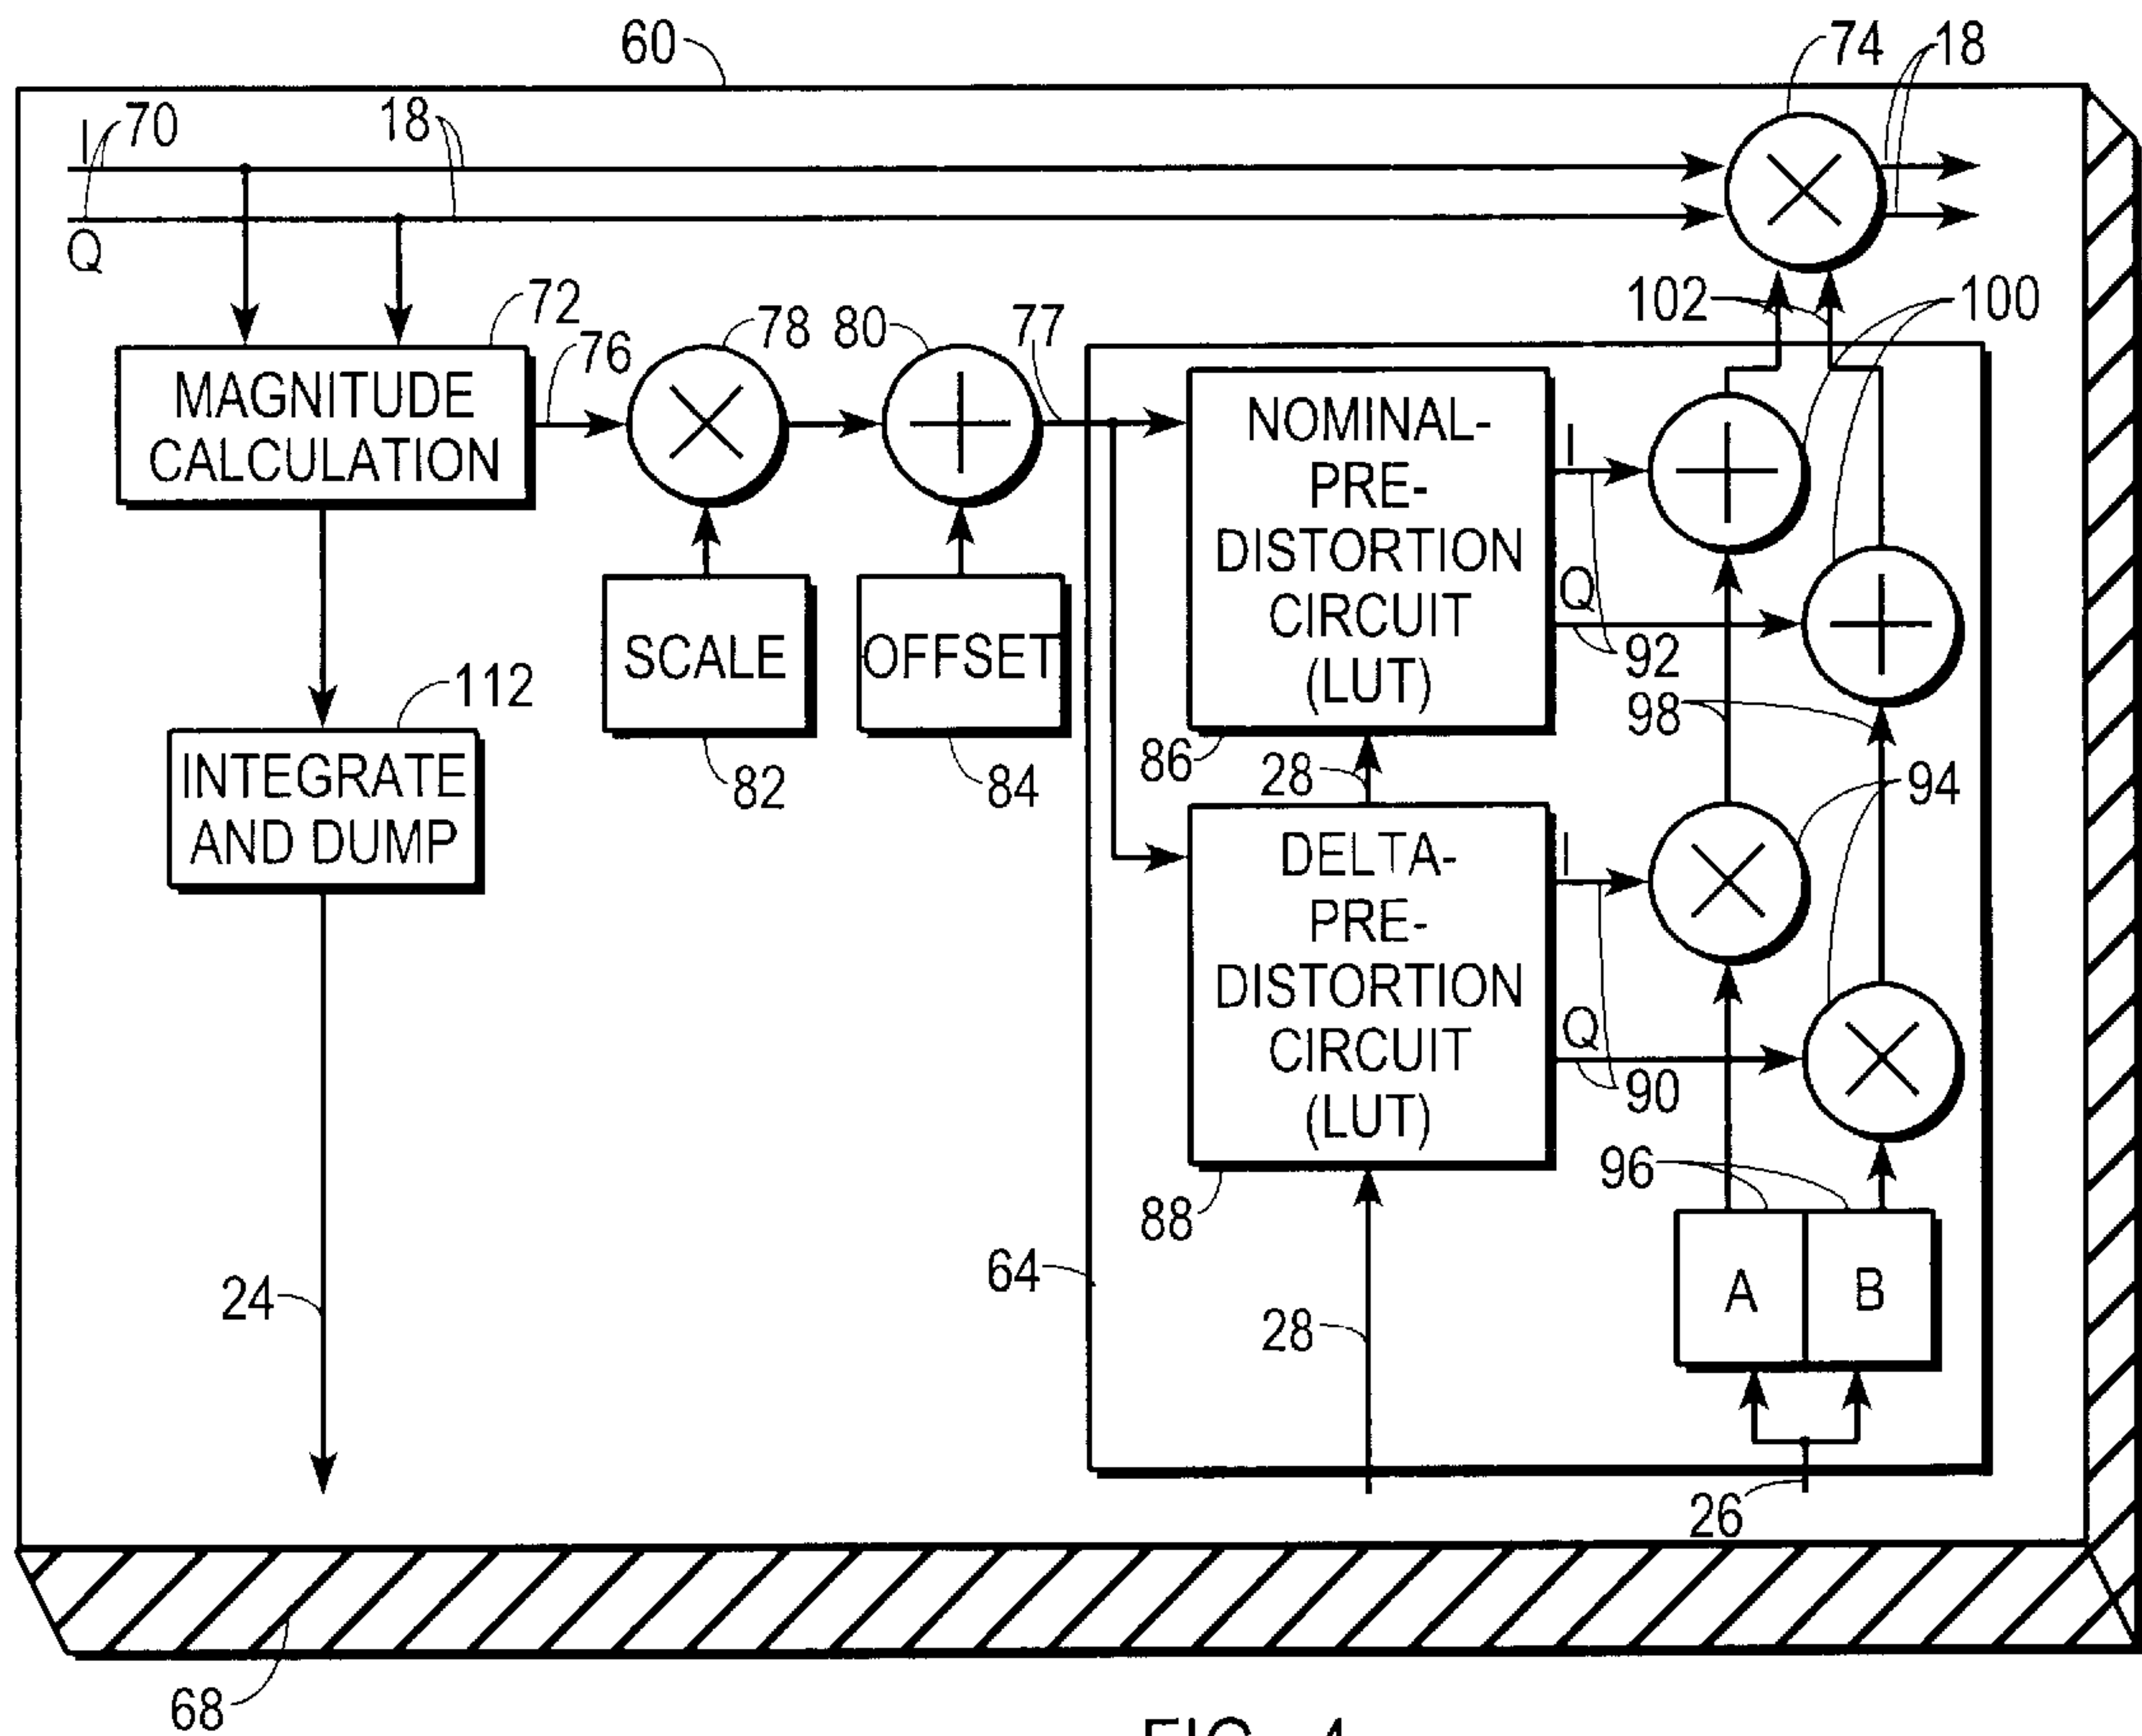 60
74
18
I
70
18
Q
72
76
78
80
77
102
100
MAGNITUDE
CALCULATION
NOMINAL-
PRE-
DISTORTION
CIRCUIT
(LUT)
I
Q
92
SCALE
OFFSET
82
84
86
28
98
94
112
INTEGRATE
AND DUMP
DELTA-
PRE-
DISTORTION
CIRCUIT
(LUT)
I
Q
90
88
96
A
B
64
24
28
26
68